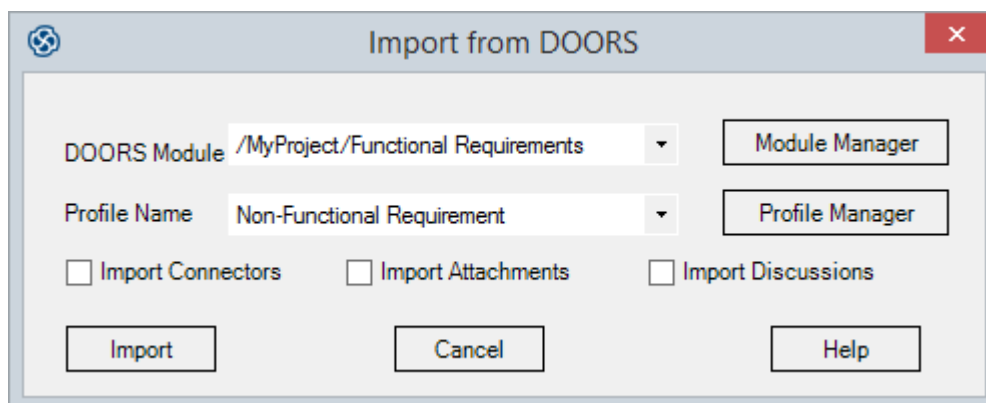 Import from DOORS
DOORS Module /MyProject/Functional Requirements Module Manager
Profile Name Non-Functional Requirement Profile Manager
Import Connectors Import Attachments Import Discussions
Import Cancel Help